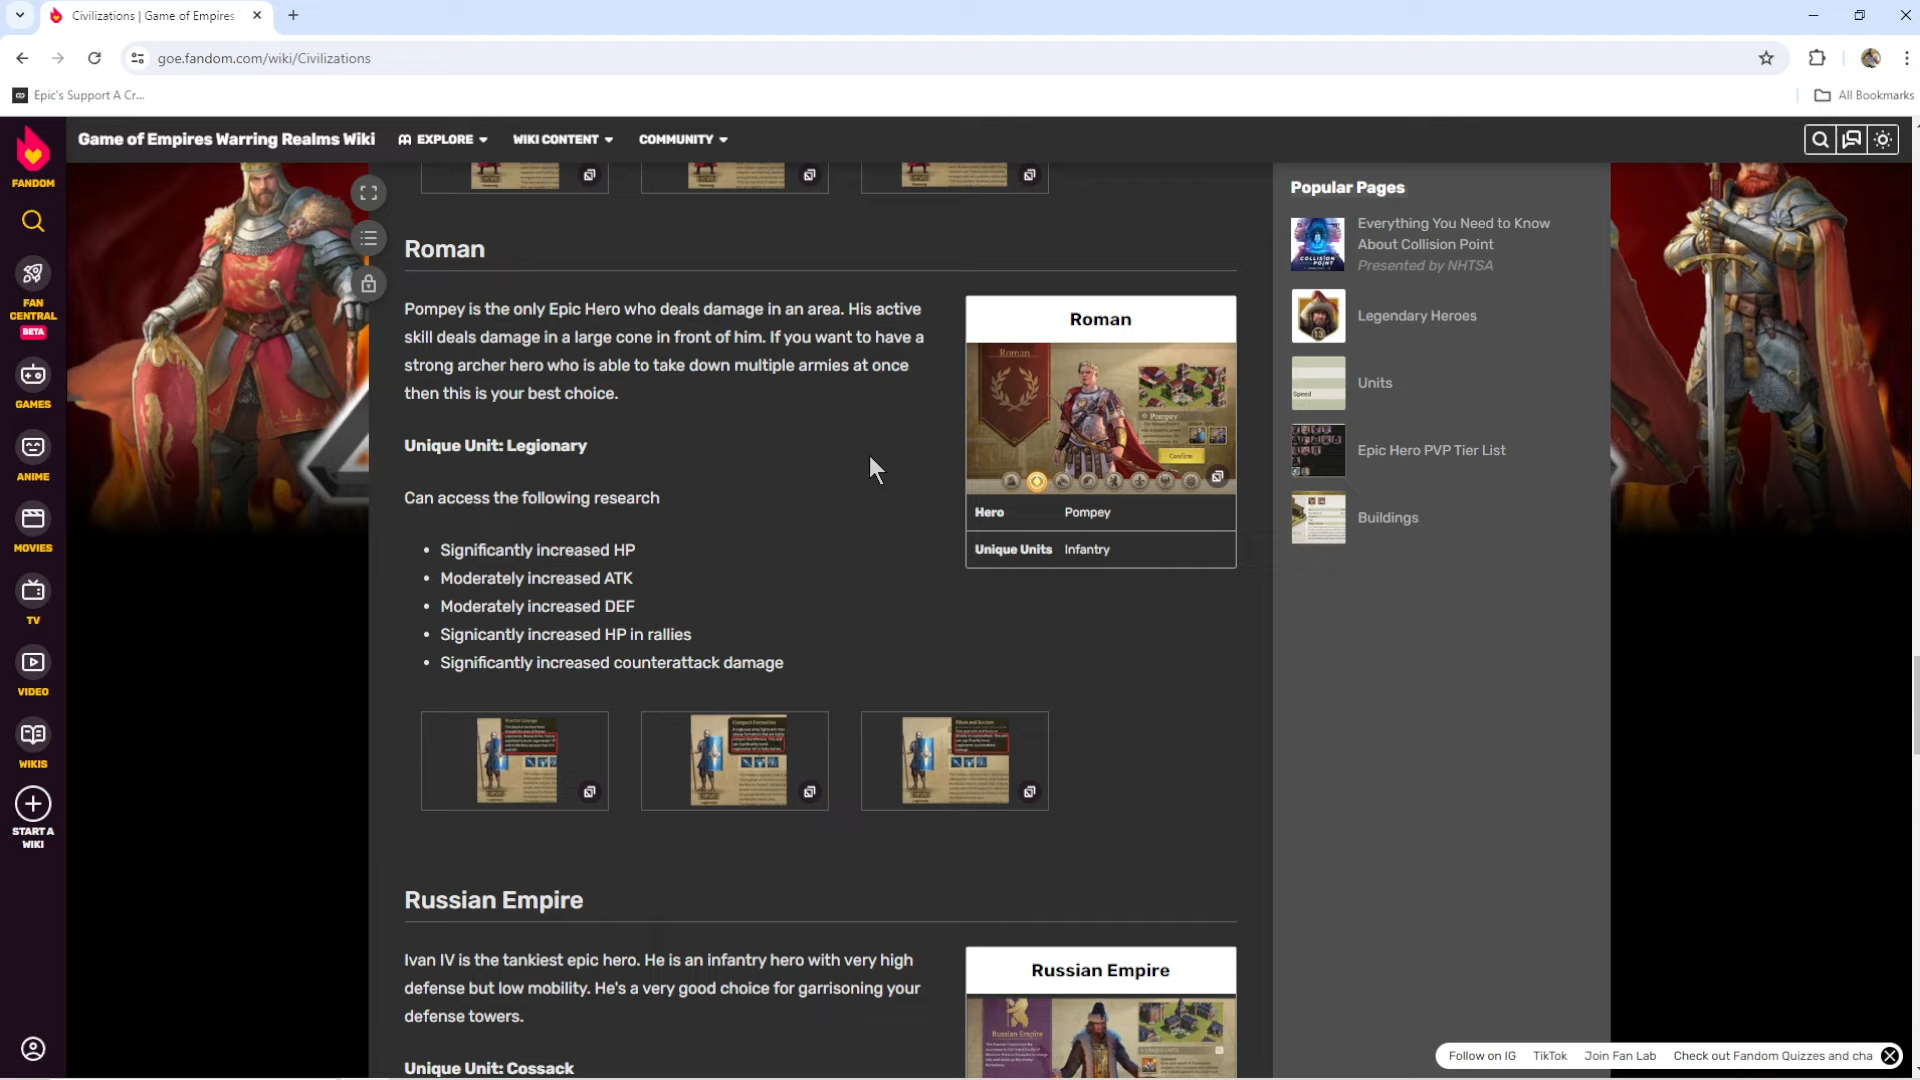 Civilizations | Game of Empires
goe.fandom.com/wiki/Civilizations
Epic's Support A Cr...
All Bookmarks
Game of Empires Warring Realms Wiki
EXPLORE
WIKI CONTENT
COMMUNITY
FANDOM
FAN
CENTRAL
BETA
GAMES
ANIME
MOVIES
TV
VIDEO
WIKIS
START A
WIKI
Roman
Pompey is the only Epic Hero who deals damage in an area. His active
skill deals damage in a large cone in front of him. If you want to have a
strong archer hero who is able to take down multiple armies at once
then this is your best choice.
Unique Unit: Legionary
Can access the following research
• Significantly increased HP
• Moderately increased ATK
• Moderately increased DEF
• Signicantly increased HP in rallies
• Significantly increased counterattack damage
Roman
Roman
Pompey
Confirm
Hero Pompey
Unique Units Infantry
Russian Empire
Ivan IV is the tankiest epic hero. He is an infantry hero with very high
defense but low mobility. He's a very good choice for garrisoning your
defense towers.
Unique Unit: Cossack
Russian Empire
Russian Empire
Popular Pages
Everything You Need to Know
About Collision Point
Presented by NHTSA
COLLISION
POINT
Legendary Heroes
13
Units
Speed
Epic Hero PVP Tier List
Buildings
Follow on IG TikTok Join Fan Lab Check out Fandom Quizzes and cha